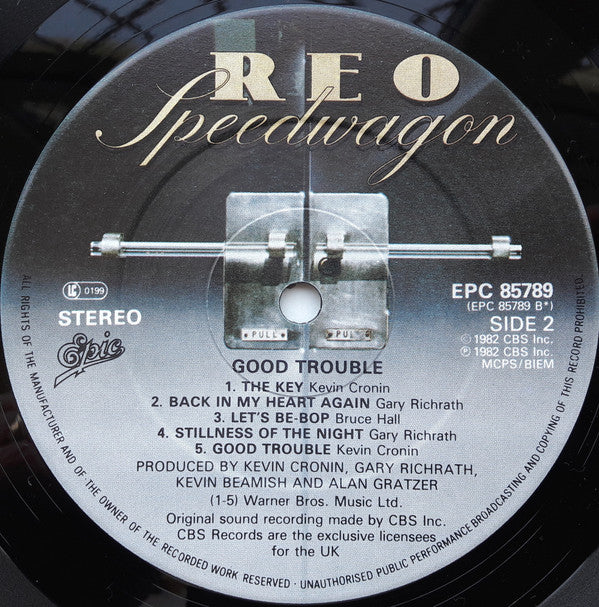 REO
Speedwagon
PULL
PULL
LC 0199
STEREO
Epic
EPC 85789
(EPC 85789 B*)
SIDE 2
© 1982 CBS Inc.
℗ 1982 CBS Inc.
MCPS/BIEM
GOOD TROUBLE
1. THE KEY Kevin Cronin
2. BACK IN MY HEART AGAIN Gary Richrath
3. LET'S BE-BOP Bruce Hall
4. STILLNESS OF THE NIGHT Gary Richrath
5. GOOD TROUBLE Kevin Cronin
PRODUCED BY KEVIN CRONIN, GARY RICHRATH,
KEVIN BEAMISH AND ALAN GRATZER
(1-5) Warner Bros. Music Ltd.
Original sound recording made by CBS Inc.
CBS Records are the exclusive licensees
for the UK
ALL RIGHTS OF THE MANUFACTURER AND OF THE OWNER OF THE RECORDED WORK RESERVED · UNAUTHORISED PUBLIC PERFORMANCE BROADCASTING AND COPYING OF THIS RECORD PROHIBITED.